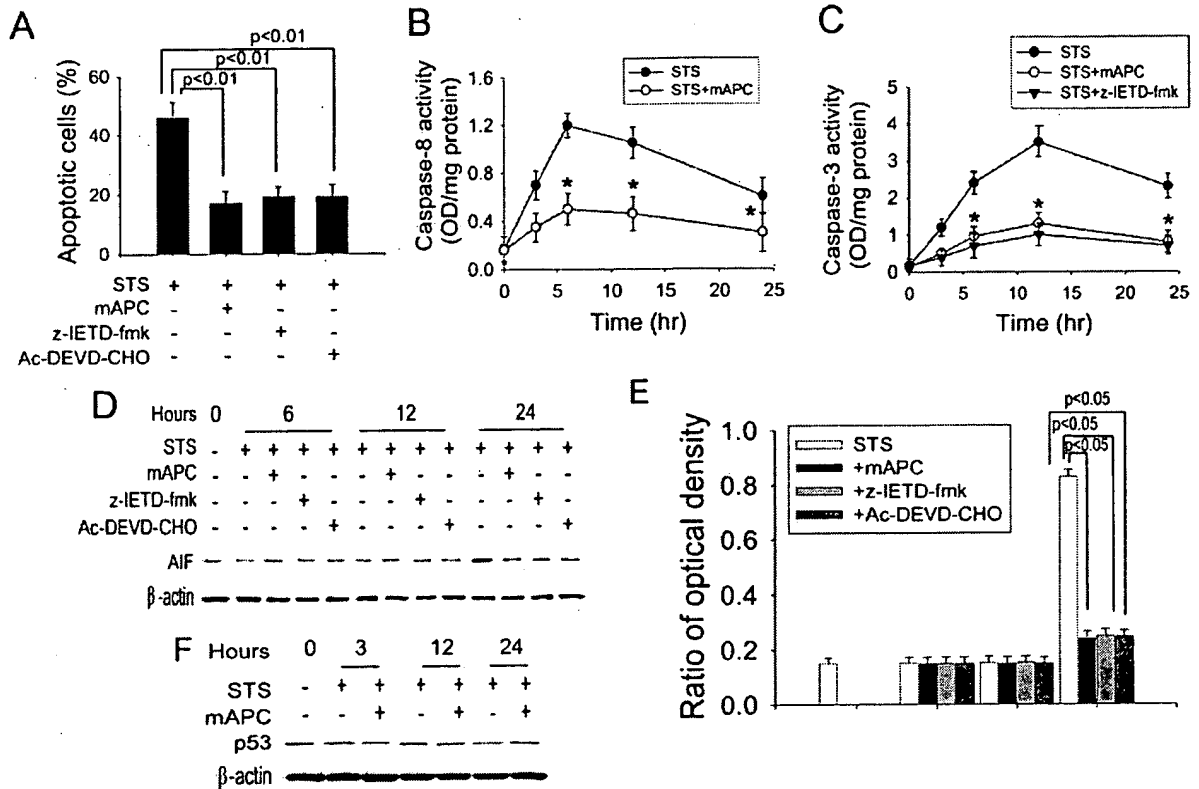 A
p<0.01
p<0.01
p<0.01
Apoptotic cells (%)
60
40
20
0
STS + + + +
mAPC - + - -
z-IETD-fmk - - + -
Ac-DEVD-CHO - - - +
B
STS
STS+mAPC
Caspase-8 activity
(OD/mg protein)
1.6
1.2
0.8
0.4
0.0
* * *
0 5 10 15 20 25
Time (hr)
C
STS
STS+mAPC
STS+z-IETD-fmk
Caspase-3 activity
(OD/mg protein)
5
4
3
2
1
0
* * *
0 5 10 15 20 25
Time (hr)
D
Hours 0 6 12 24
STS - + + + + + + + + + + + +
mAPC - - + - - - + - - - + - -
z-IETD-fmk - - - + - - - + - - - + -
Ac-DEVD-CHO - - - - + - - - + - - - +
AIF
β-actin
E
STS
+mAPC
+z-IETD-fmk
+Ac-DEVD-CHO
p<0.05
p<0.05
p<0.05
Ratio of optical density
1.0
0.8
0.6
0.4
0.2
0.0
F
Hours 0 3 12 24
STS - + + + + + +
mAPC - - + - + - +
p53
β-actin